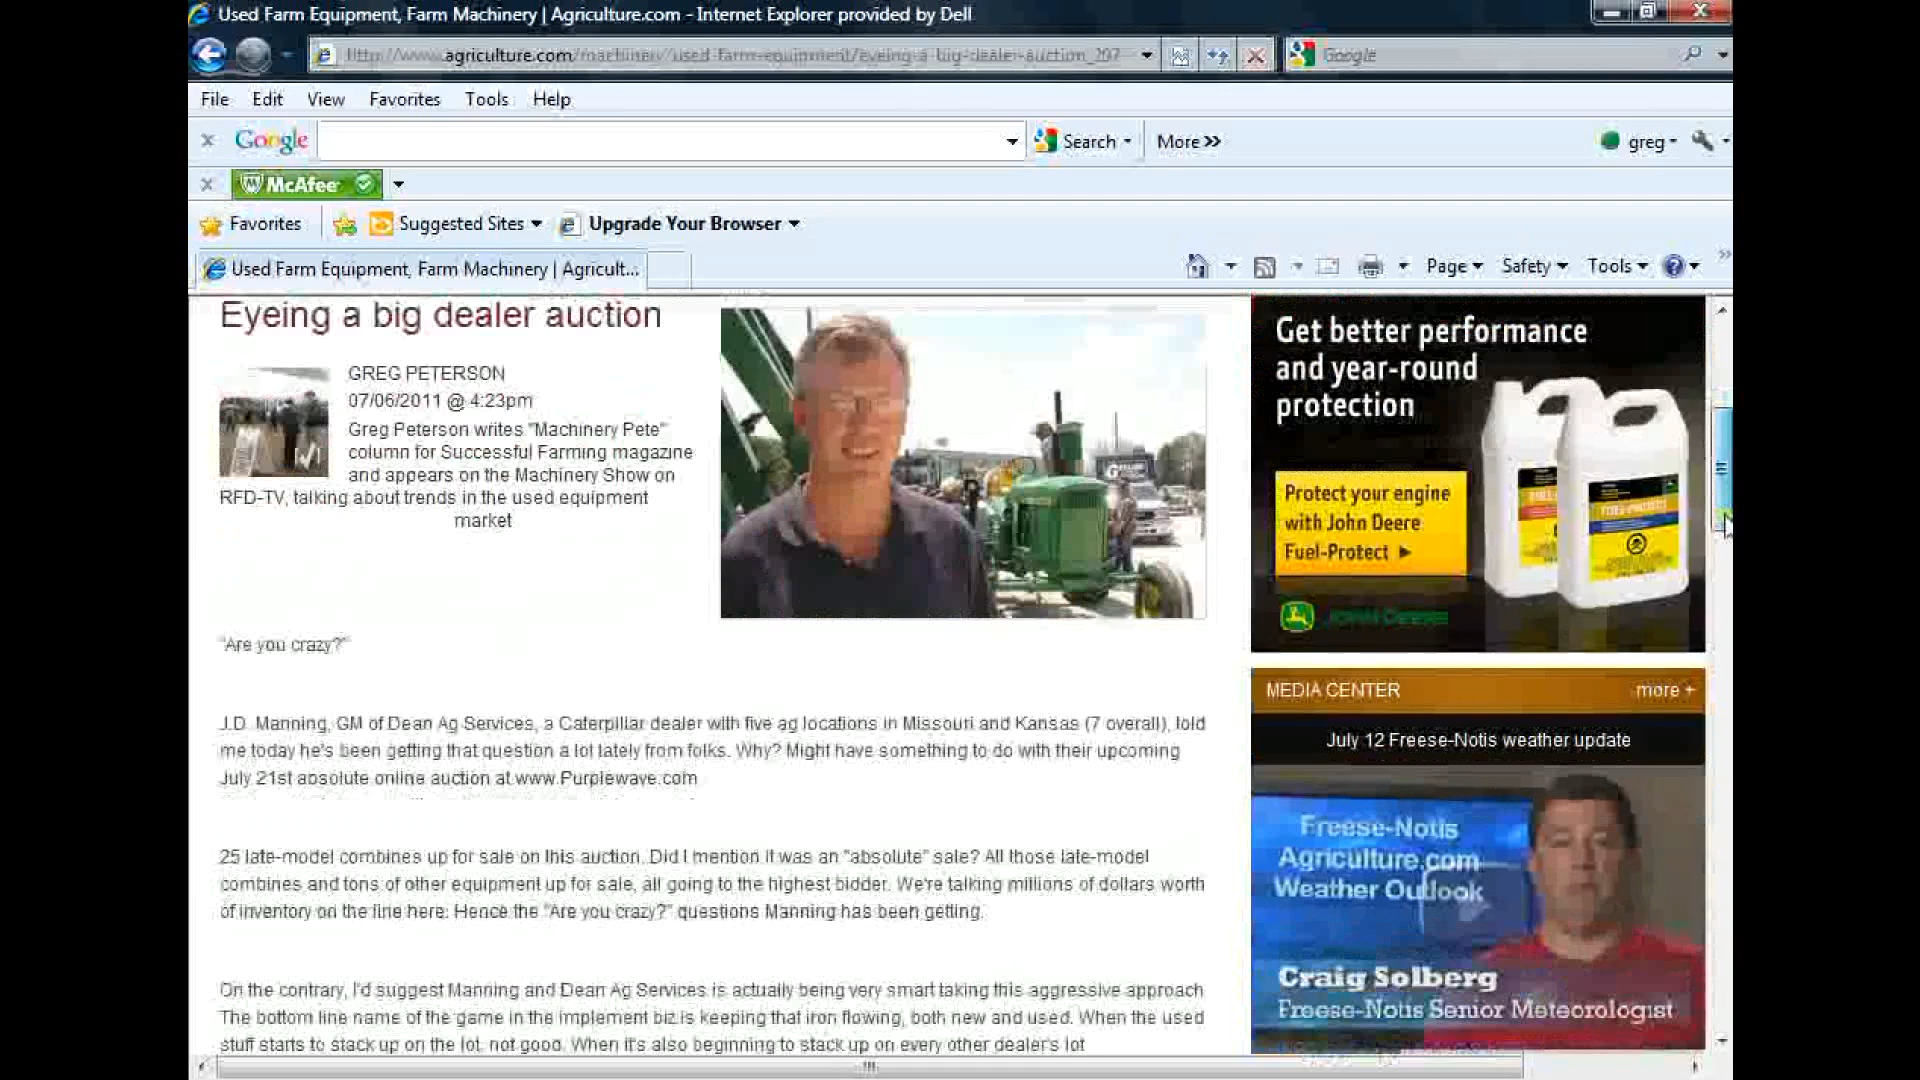 Used Farm Equipment, Farm Machinery | Agriculture.com - Internet Explorer provided by Dell
http://www.agriculture.com/machinery/used-farm-equipment/eyeing-a-big-dealer-auction_207
Google
File Edit View Favorites Tools Help
Google Search More >> greg
McAfee
Favorites Suggested Sites Upgrade Your Browser
Used Farm Equipment, Farm Machinery | Agricult... Page Safety Tools
Eyeing a big dealer auction
GREG PETERSON
07/06/2011 @ 4:23pm
Greg Peterson writes "Machinery Pete"
column for Successful Farming magazine
and appears on the Machinery Show on
RFD-TV, talking about trends in the used equipment
market
"Are you crazy?"
J.D. Manning, GM of Dean Ag Services, a Caterpillar dealer with five ag locations in Missouri and Kansas (7 overall), told
me today he's been getting that question a lot lately from folks. Why? Might have something to do with their upcoming
July 21st absolute online auction at www.Purplewave.com
25 late-model combines up for sale on this auction. Did I mention it was an "absolute" sale? All those late-model
combines and tons of other equipment up for sale, all going to the highest bidder. We're talking millions of dollars worth
of inventory on the line here. Hence the "Are you crazy?" questions Manning has been getting.
On the contrary, I'd suggest Manning and Dean Ag Services is actually being very smart taking this aggressive approach
The bottom line name of the game in the implement biz is keeping that iron flowing, both new and used. When the used
stuff starts to stack up on the lot, not good. When it's also beginning to stack up on every other dealer's lot
Get better performance
and year-round
protection
Protect your engine
with John Deere
Fuel-Protect
FUEL-PROTECT
JOHN DEERE
MEDIA CENTER more +
July 12 Freese-Notis weather update
Freese-Notis
Agriculture.com
Weather Outlook
Craig Solberg
Freese-Notis Senior Meteorologist